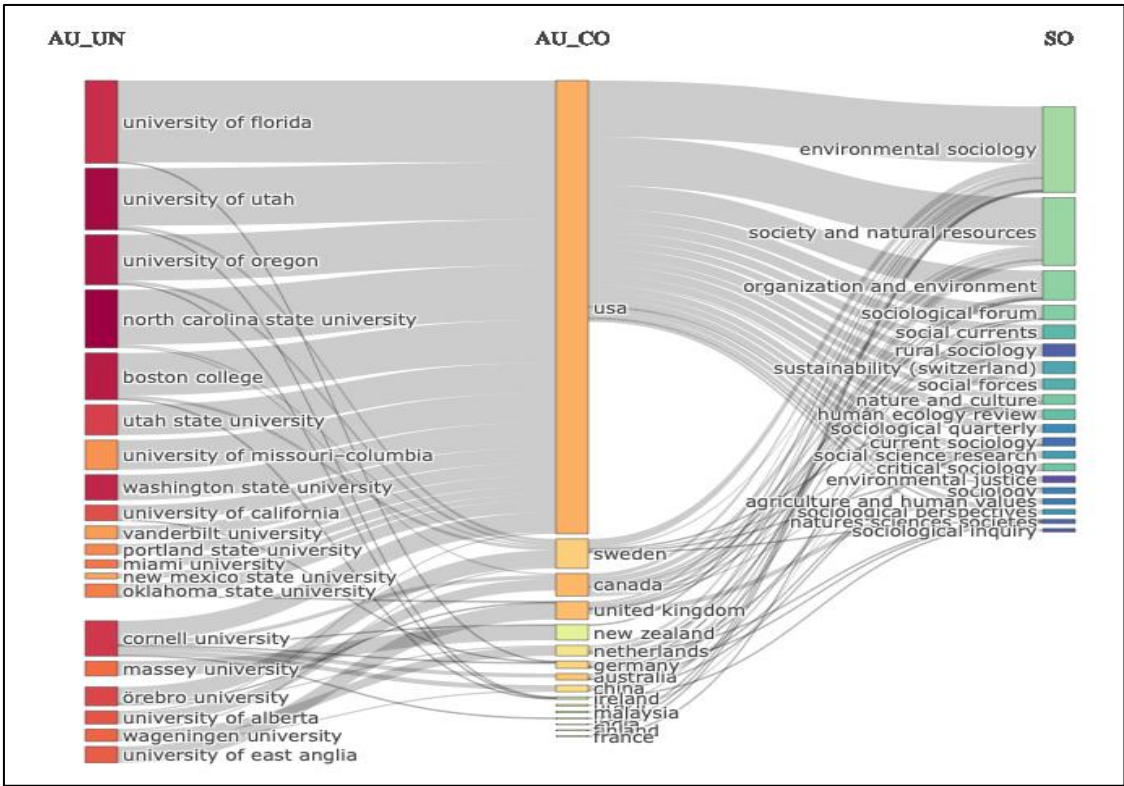 AU_UN
AU_CO
SO
university of florida
university of utah
university of oregon
north carolina state university
boston college
utah state university
university of missouri-columbia
washington state university
university of california
vanderbilt university
portland state university
miami university
new mexico state university
oklahoma state university
cornell university
massey university
örebro university
university of alberta
wageningen university
university of east anglia
usa
sweden
canada
united kingdom
new zealand
netherlands
germany
australia
china
ireland
malaysia
india
finland
france
environmental sociology
society and natural resources
organization and environment
sociological forum
social currents
rural sociology
sustainability (switzerland)
social forces
nature and culture
human ecology review
sociological quarterly
current sociology
social science research
critical sociology
environmental justice
sociology
agriculture and human values
sociological perspectives
natures sciences societes
sociological inquiry